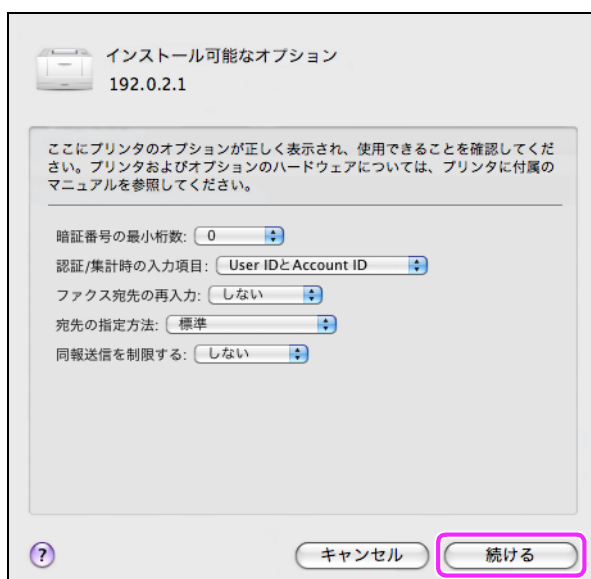 インストール可能なオプション
192.0.2.1
ここにプリンタのオプションが正しく表示され、使用できることを確認してくだ
さい。プリンタおよびオプションのハードウェアについては、プリンタに付属の
マニュアルを参照してください。
暗証番号の最小桁数: 0
認証/集計時の入力項目: User IDとAccount ID
ファクス宛先の再入力: しない
宛先の指定方法: 標準
同報送信を制限する: しない
? キャンセル 続ける